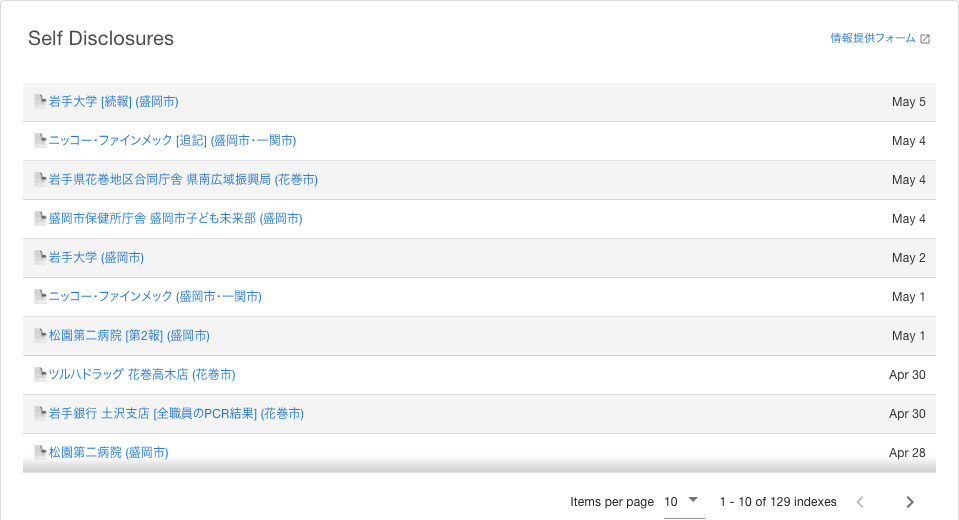 Self Disclosures
情報提供フォーム
岩手大学 [続報] (盛岡市) May 5
ニッコー・ファインメック [追記] (盛岡市・一関市) May 4
岩手県花巻地区合同庁舎 県南広域振興局 (花巻市) May 4
盛岡市保健所庁舎 盛岡市子ども未来部 (盛岡市) May 4
岩手大学 (盛岡市) May 2
ニッコー・ファインメック (盛岡市・一関市) May 1
松園第二病院 [第2報] (盛岡市) May 1
ツルハドラッグ 花巻高木店 (花巻市) Apr 30
岩手銀行 土沢支店 [全職員のPCR結果] (花巻市) Apr 30
松園第二病院 (盛岡市) Apr 28
Items per page 10 1 - 10 of 129 indexes